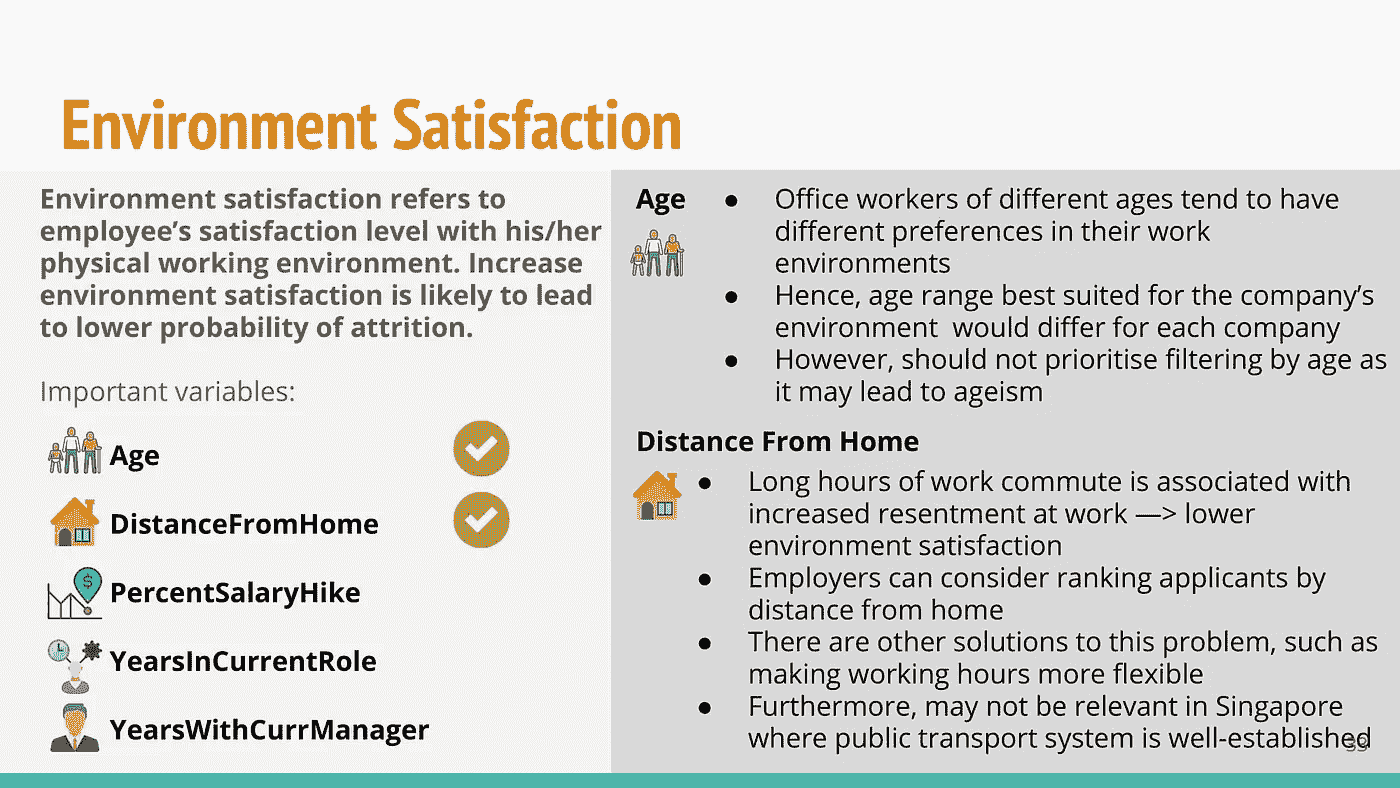 Environment Satisfaction
Environment satisfaction refers to
employee's satisfaction level with his/her
physical working environment. Increase
environment satisfaction is likely to lead
to lower probability of attrition.
Important variables:
Age
DistanceFromHome
$
PercentSalaryHike
YearsInCurrentRole
YearsWithCurrManager
Age
● Office workers of different ages tend to have
different preferences in their work
environments
● Hence, age range best suited for the company's
environment  would differ for each company
● However, should not prioritise filtering by age as
it may lead to ageism
Distance From Home
● Long hours of work commute is associated with
increased resentment at work —> lower
environment satisfaction
● Employers can consider ranking applicants by
distance from home
● There are other solutions to this problem, such as
making working hours more flexible
● Furthermore, may not be relevant in Singapore
where public transport system is well-established